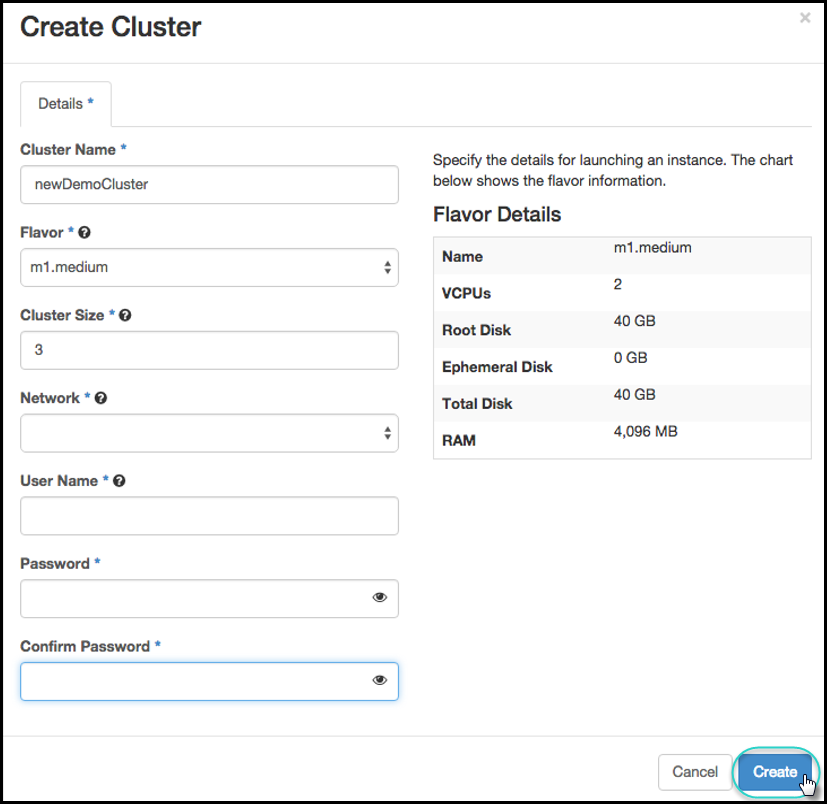 Create Cluster
×
Details *
Cluster Name *
newDemoCluster
Flavor *
m1.medium
Cluster Size *
3
Network *
User Name *
Password *
Confirm Password *
Specify the details for launching an instance. The chart
below shows the flavor information.
Flavor Details
Name m1.medium
VCPUs 2
Root Disk 40 GB
Ephemeral Disk 0 GB
Total Disk 40 GB
RAM 4,096 MB
Cancel Create